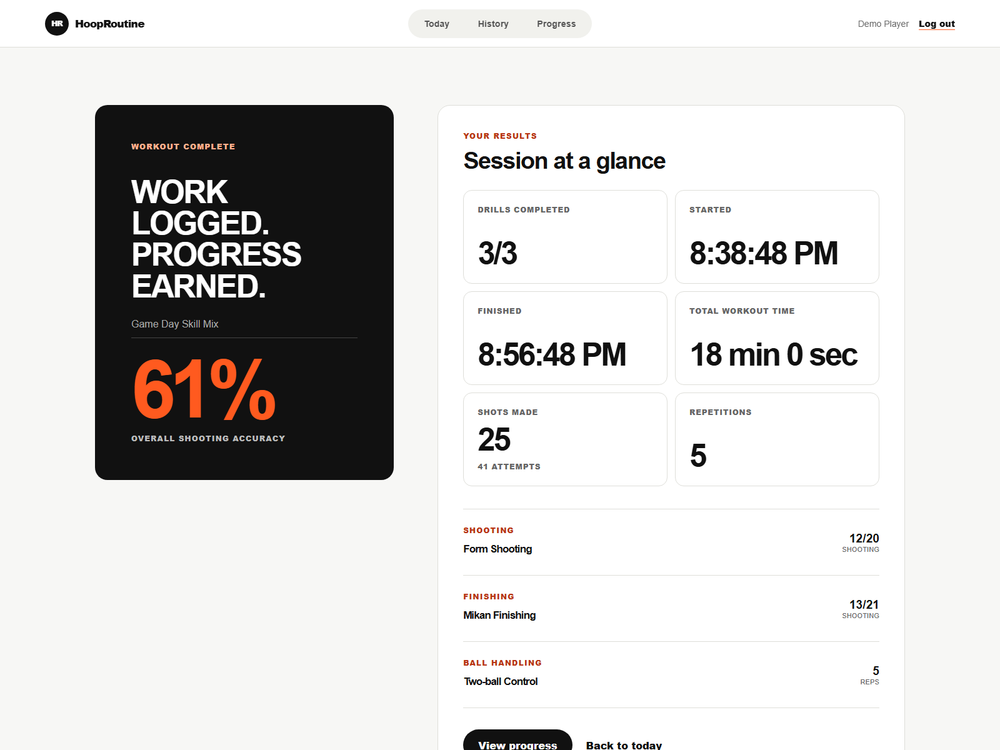 HR HoopRoutine
Today History Progress
Demo Player Log out
WORKOUT COMPLETE
WORK
LOGGED.
PROGRESS
EARNED.
Game Day Skill Mix
61%
OVERALL SHOOTING ACCURACY
YOUR RESULTS
Session at a glance
DRILLS COMPLETED
3/3
STARTED
8:38:48 PM
FINISHED
8:56:48 PM
TOTAL WORKOUT TIME
18 min 0 sec
SHOTS MADE
25
41 ATTEMPTS
REPETITIONS
5
SHOOTING
Form Shooting
12/20
SHOOTING
FINISHING
Mikan Finishing
13/21
SHOOTING
BALL HANDLING
Two-ball Control
5
REPS
View progress
Back to today